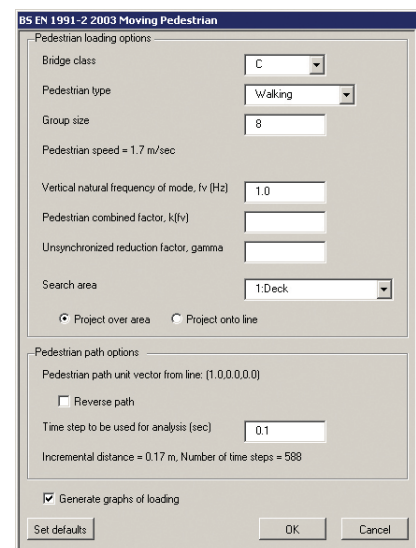 BS EN 1991-2 2003 Moving Pedestrian
Pedestrian loading options
Bridge class C
Pedestrian type Walking
Group size 8
Pedestrian speed = 1.7 m/sec
Vertical natural frequency of mode, fv (Hz) 1.0
Pedestrian combined factor, k(fv)
Unsynchronized reduction factor, gamma
Search area 1:Deck
Project over area Project onto line
Pedestrian path options
Pedestrian path unit vector from line: (1.0,0.0,0.0)
Reverse path
Time step to be used for analysis (sec) 0.1
Incremental distance = 0.17 m, Number of time steps = 588
Generate graphs of loading
Set defaults OK Cancel